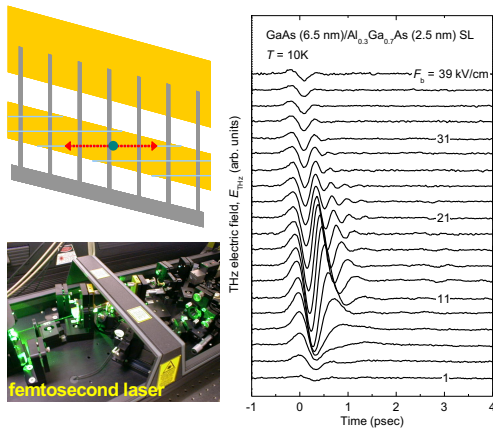 GaAs (6.5 nm)/Al0.3Ga0.7As (2.5 nm) SL
T = 10K
Fb = 39 kV/cm
31
21
11
1
THz electric field, ETHz (arb. units)
-1 0 1 2 3 4
Time (psec)
femtosecond laser